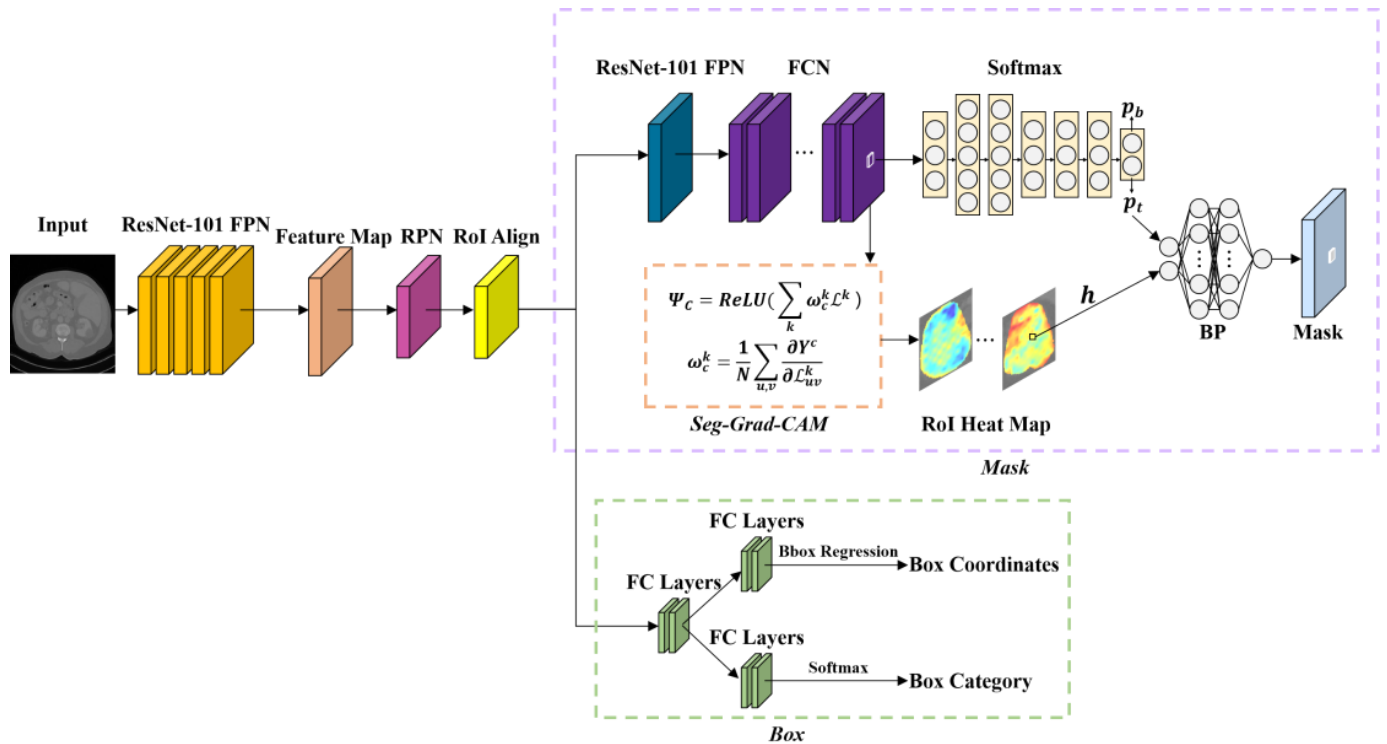 Input
ResNet-101 FPN
Feature Map
RPN
RoI Align
ResNet-101 FPN
FCN
...
Softmax
p_b
p_t
Ψ_C = ReLU(∑_k ω_c^k ℒ^k)
ω_c^k = 1/N ∑_{u,v} ∂Y^c/∂ℒ_{uv}^k
Seg-Grad-CAM
...
RoI Heat Map
h
BP
Mask
Mask
FC Layers
FC Layers
Bbox Regression
Box Coordinates
FC Layers
Softmax
Box Category
Box